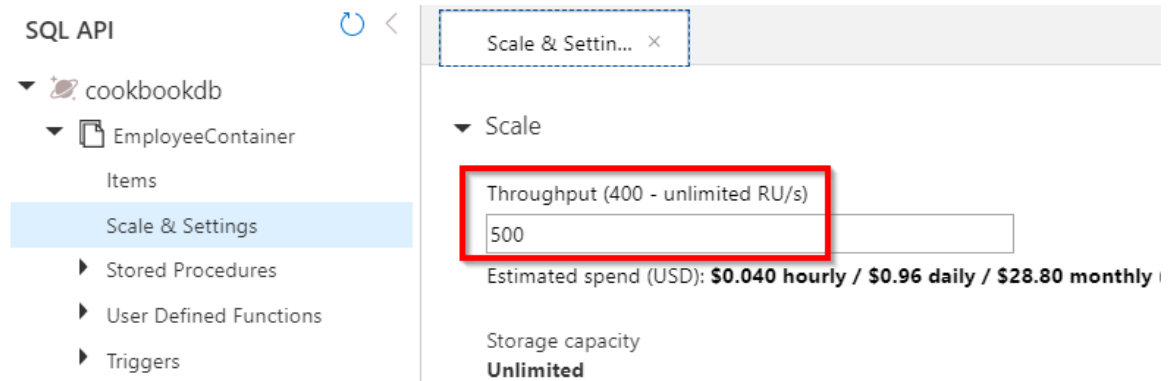 SQL API
cookbookdb
EmployeeContainer
Items
Scale & Settings
Stored Procedures
User Defined Functions
Triggers
Scale & Settin...
Scale
Throughput (400 - unlimited RU/s)
500
Estimated spend (USD): $0.040 hourly / $0.96 daily / $28.80 monthly (
Storage capacity
Unlimited